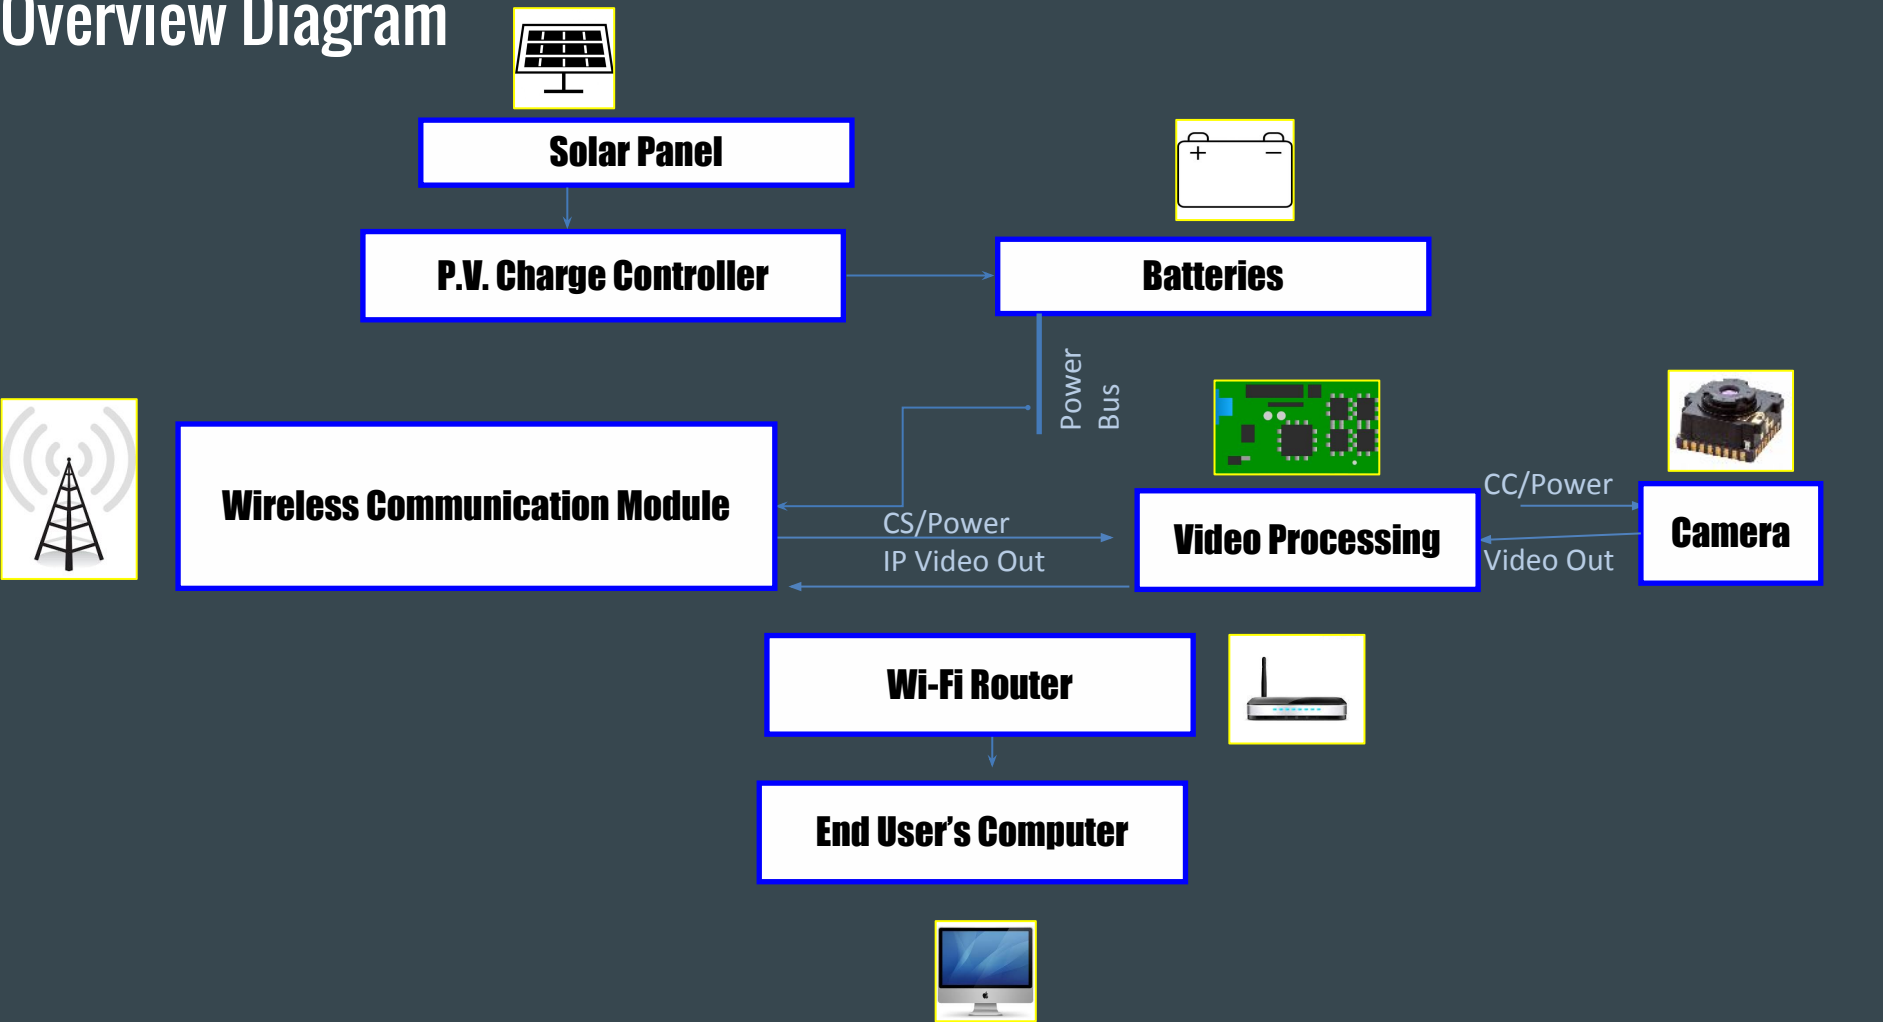 Overview Diagram
Solar Panel
P.V. Charge Controller
+ −
Batteries
Power
Bus
Wireless Communication Module
CS/Power
IP Video Out
Video Processing
CC/Power
Video Out
Camera
Wi-Fi Router
End User’s Computer